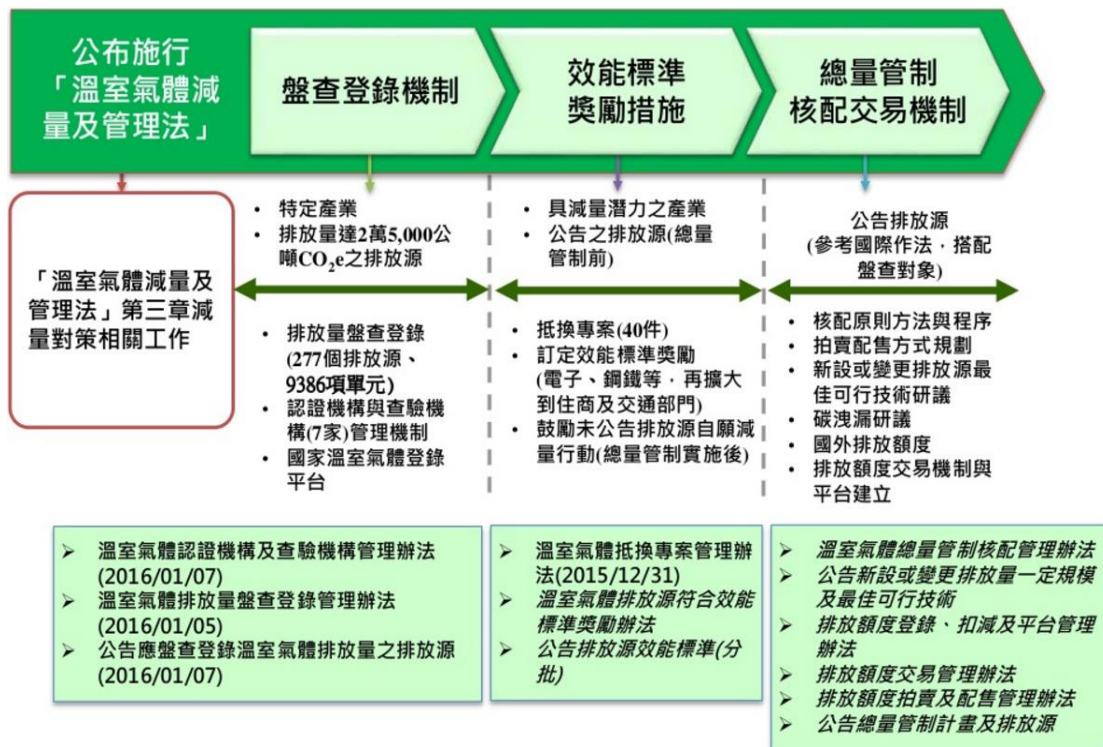 公布施行
「溫室氣體減
量及管理法」
盤查登錄機制
效能標準
獎勵措施
總量管制
核配交易機制
「溫室氣體減量及
管理法」第三章減
量對策相關工作
• 特定產業
• 排放量達2萬5,000公
噸CO₂e之排放源
• 排放量盤查登錄
(277個排放源、
9386項單元)
• 認證機構與查驗機
構(7家)管理機制
• 國家溫室氣體登錄
平台
• 具減量潛力之產業
• 公告之排放源(總量
管制前)
• 抵換專案(40件)
• 訂定效能標準獎勵
(電子、鋼鐵等，再擴大
到住商及交通部門)
• 鼓勵未公告排放源自願減
量行動(總量管制實施後)
公告排放源
(參考國際作法，搭配
盤查對象)
• 核配原則方法與程序
• 拍賣配售方式規劃
• 新設或變更排放源最
佳可行技術研議
• 碳洩漏研議
• 國外排放額度
• 排放額度交易機制與
平台建立
➢ 溫室氣體認證機構及查驗機構管理辦法
(2016/01/07)
➢ 溫室氣體排放量盤查登錄管理辦法
(2016/01/05)
➢ 公告應盤查登錄溫室氣體排放量之排放源
(2016/01/07)
➢ 溫室氣體抵換專案管理辦
法(2015/12/31)
➢ 溫室氣體排放源符合效能
標準獎勵辦法
➢ 公告排放源效能標準(分
批)
➢ 溫室氣體總量管制核配管理辦法
➢ 公告新設或變更排放量一定規模
及最佳可行技術
➢ 排放額度登錄、扣減及平台管理
辦法
➢ 排放額度交易管理辦法
➢ 排放額度拍賣及配售管理辦法
➢ 公告總量管制計畫及排放源